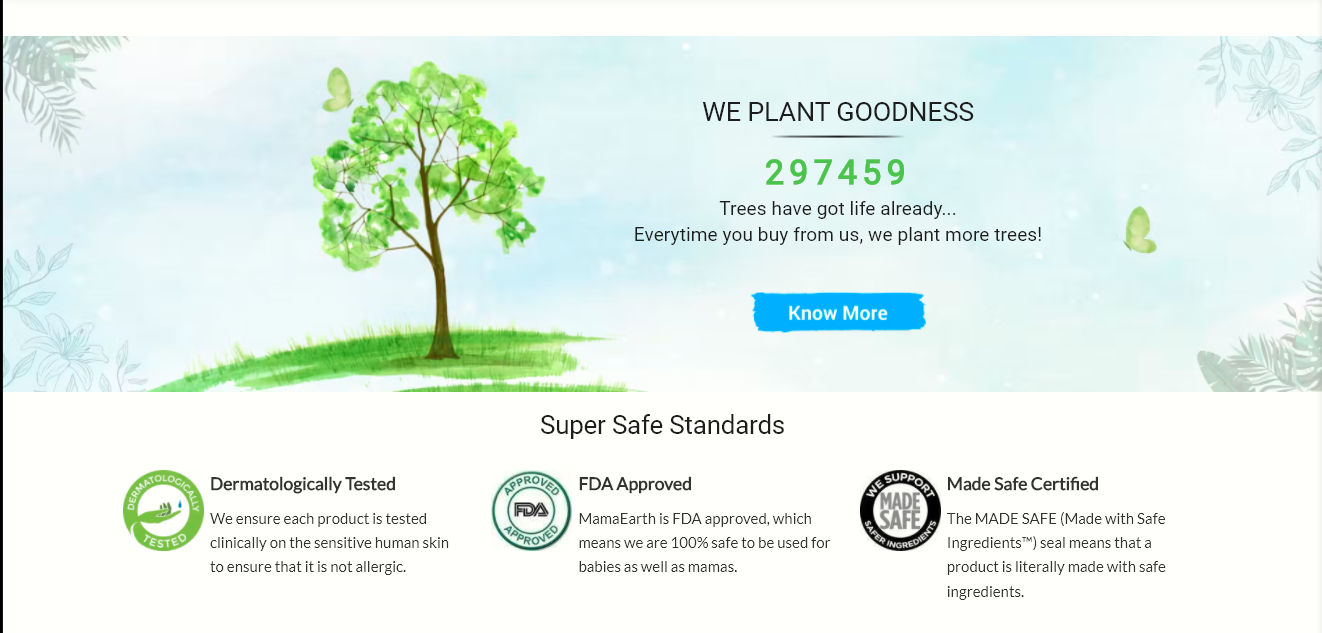 WE PLANT GOODNESS
297459
Trees have got life already...
Everytime you buy from us, we plant more trees!
Know More
Super Safe Standards
DERMATOLOGICALLY TESTED
Dermatologically Tested
We ensure each product is tested
clinically on the sensitive human skin
to ensure that it is not allergic.
APPROVED
FDA
APPROVED
FDA Approved
MamaEarth is FDA approved, which
means we are 100% safe to be used for
babies as well as mamas.
WE SUPPORT
MADE
SAFE
SAFER INGREDIENTS
Made Safe Certified
The MADE SAFE (Made with Safe
Ingredients™) seal means that a
product is literally made with safe
ingredients.